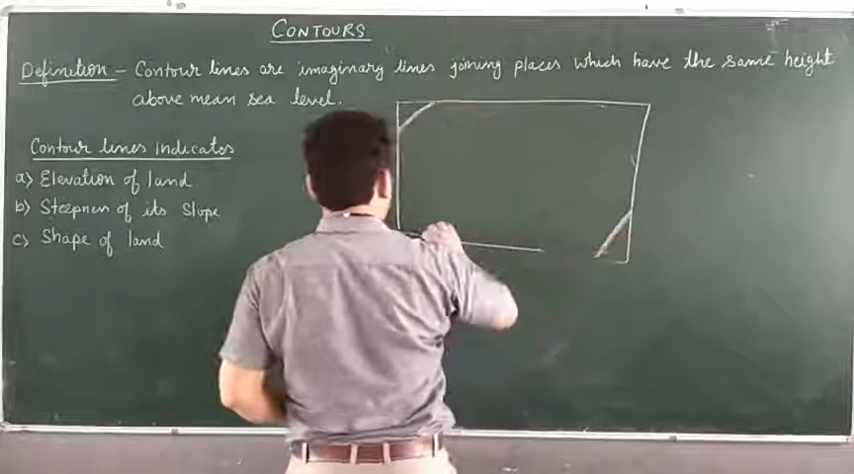 CONTOURS
Definition – Contour lines are imaginary lines joining places which have the same height
above mean sea level.
Contour lines indicates
a) Elevation of land
b) Steepness of its Slope
c) Shape of land